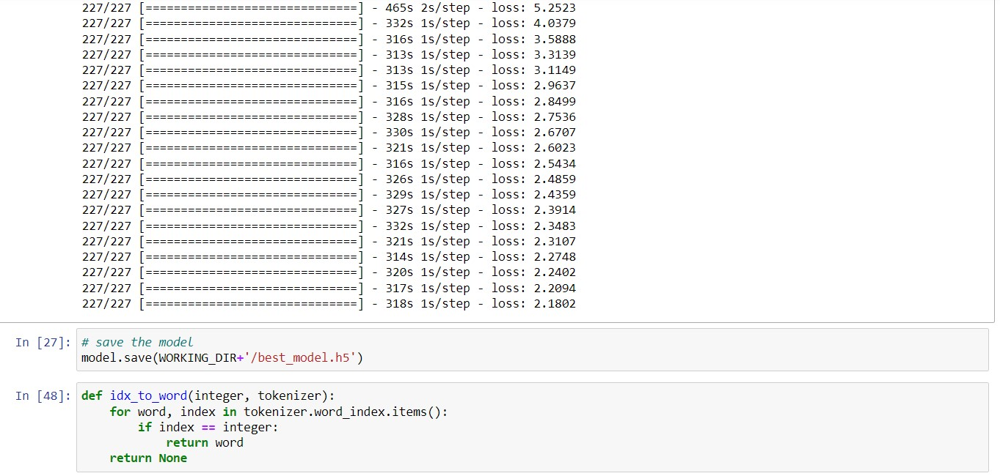 227/227 [==============================] - 465s 2s/step - loss: 5.2523
227/227 [==============================] - 332s 1s/step - loss: 4.0379
227/227 [==============================] - 316s 1s/step - loss: 3.5888
227/227 [==============================] - 313s 1s/step - loss: 3.3139
227/227 [==============================] - 313s 1s/step - loss: 3.1149
227/227 [==============================] - 315s 1s/step - loss: 2.9637
227/227 [==============================] - 316s 1s/step - loss: 2.8499
227/227 [==============================] - 328s 1s/step - loss: 2.7536
227/227 [==============================] - 330s 1s/step - loss: 2.6707
227/227 [==============================] - 321s 1s/step - loss: 2.6023
227/227 [==============================] - 316s 1s/step - loss: 2.5434
227/227 [==============================] - 326s 1s/step - loss: 2.4859
227/227 [==============================] - 329s 1s/step - loss: 2.4359
227/227 [==============================] - 327s 1s/step - loss: 2.3914
227/227 [==============================] - 332s 1s/step - loss: 2.3483
227/227 [==============================] - 321s 1s/step - loss: 2.3107
227/227 [==============================] - 314s 1s/step - loss: 2.2748
227/227 [==============================] - 320s 1s/step - loss: 2.2402
227/227 [==============================] - 317s 1s/step - loss: 2.2094
227/227 [==============================] - 318s 1s/step - loss: 2.1802
In [27]: # save the model
model.save(WORKING_DIR+'/best_model.h5')
In [48]: def idx_to_word(integer, tokenizer):
    for word, index in tokenizer.word_index.items():
        if index == integer:
            return word
    return None